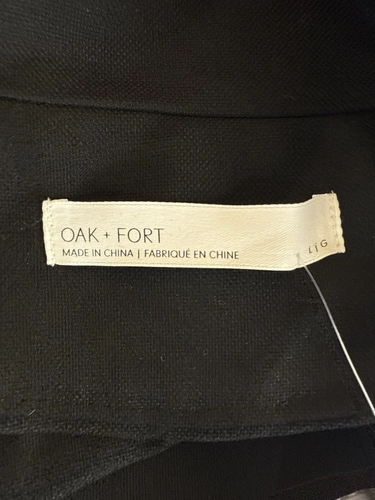 OAK + FORT
MADE IN CHINA | FABRIQUÉ EN CHINE
L/G